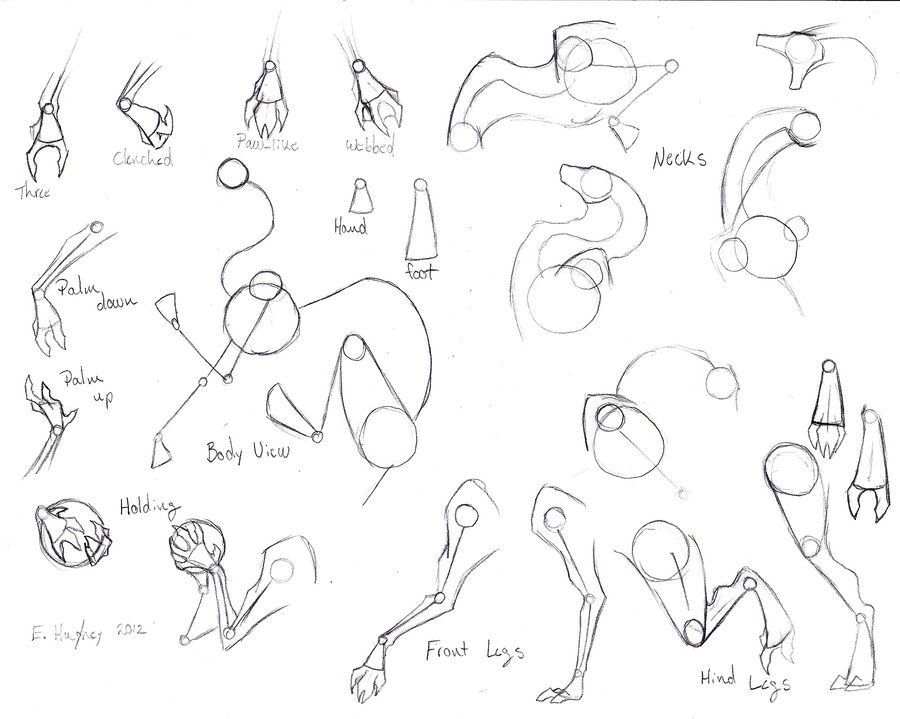 Three
Clenched
Paw-like
Webbed
Necks
Hand
foot
Palm
down
Palm
up
Body View
Holding
E. 2012
Front Legs
Hind Legs